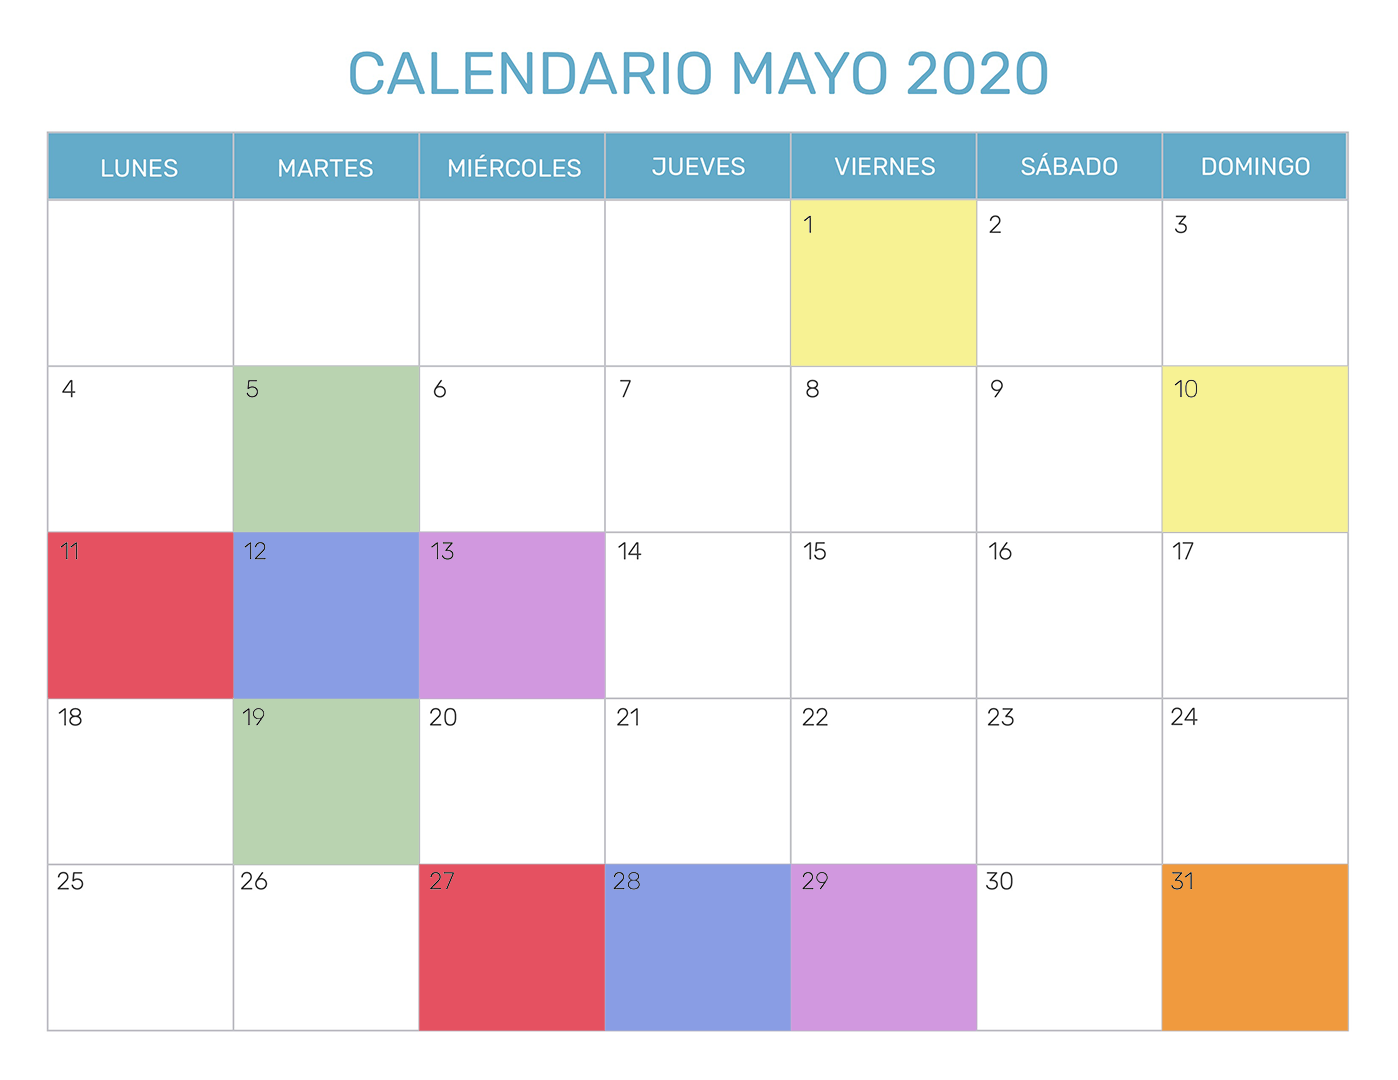 CALENDARIO MAYO 2020
LUNES MARTES MIÉRCOLES JUEVES VIERNES SÁBADO DOMINGO
1 2 3
4 5 6 7 8 9 10
11 12 13 14 15 16 17
18 19 20 21 22 23 24
25 26 27 28 29 30 31